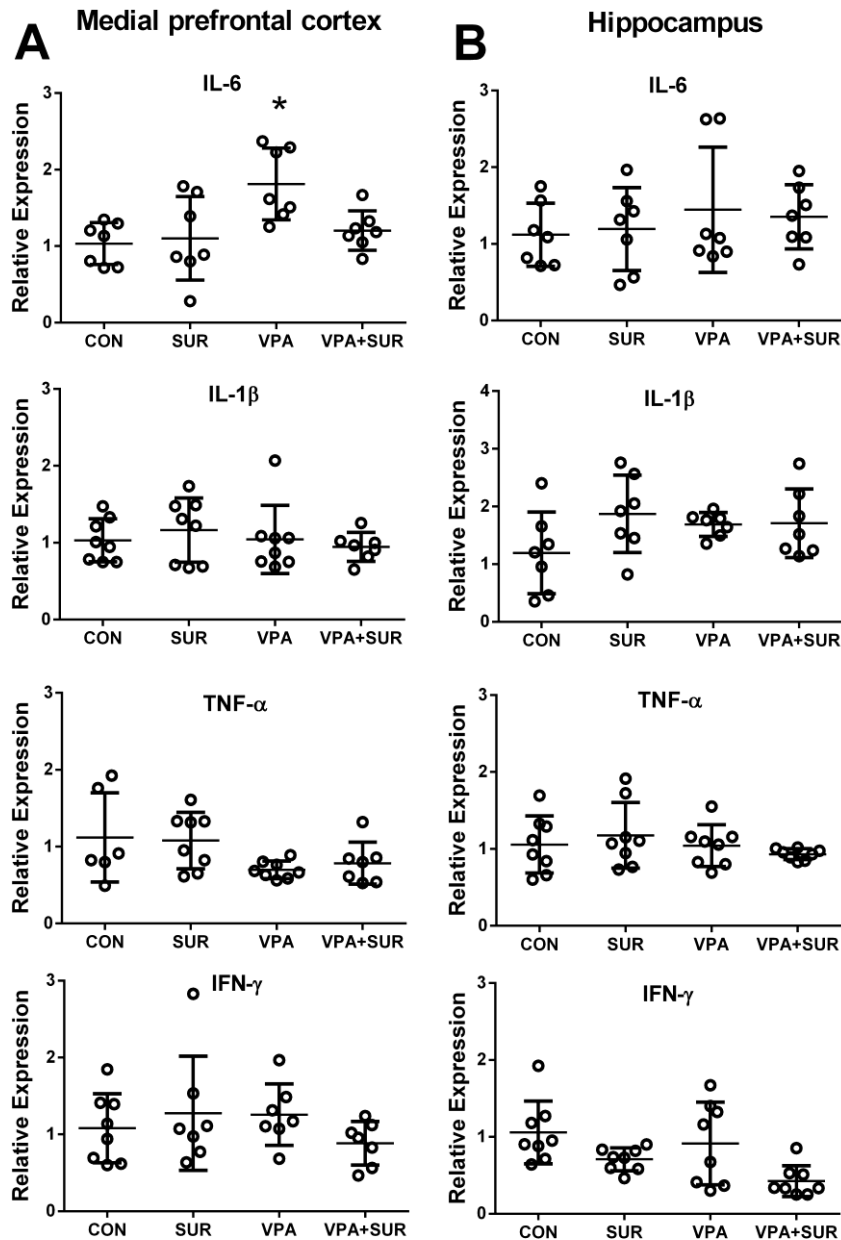 Medial prefrontal cortex
A
IL-6
*
Relative Expression
3
2
1
0
CON SUR VPA VPA+SUR
IL-1β
Relative Expression
3
2
1
0
CON SUR VPA VPA+SUR
TNF-α
Relative Expression
3
2
1
0
CON SUR VPA VPA+SUR
IFN-γ
Relative Expression
3
2
1
0
CON SUR VPA VPA+SUR
Hippocampus
B
IL-6
Relative Expression
3
2
1
0
CON SUR VPA VPA+SUR
IL-1β
Relative Expression
4
3
2
1
0
CON SUR VPA VPA+SUR
TNF-α
Relative Expression
3
2
1
0
CON SUR VPA VPA+SUR
IFN-γ
Relative Expression
3
2
1
0
CON SUR VPA VPA+SUR